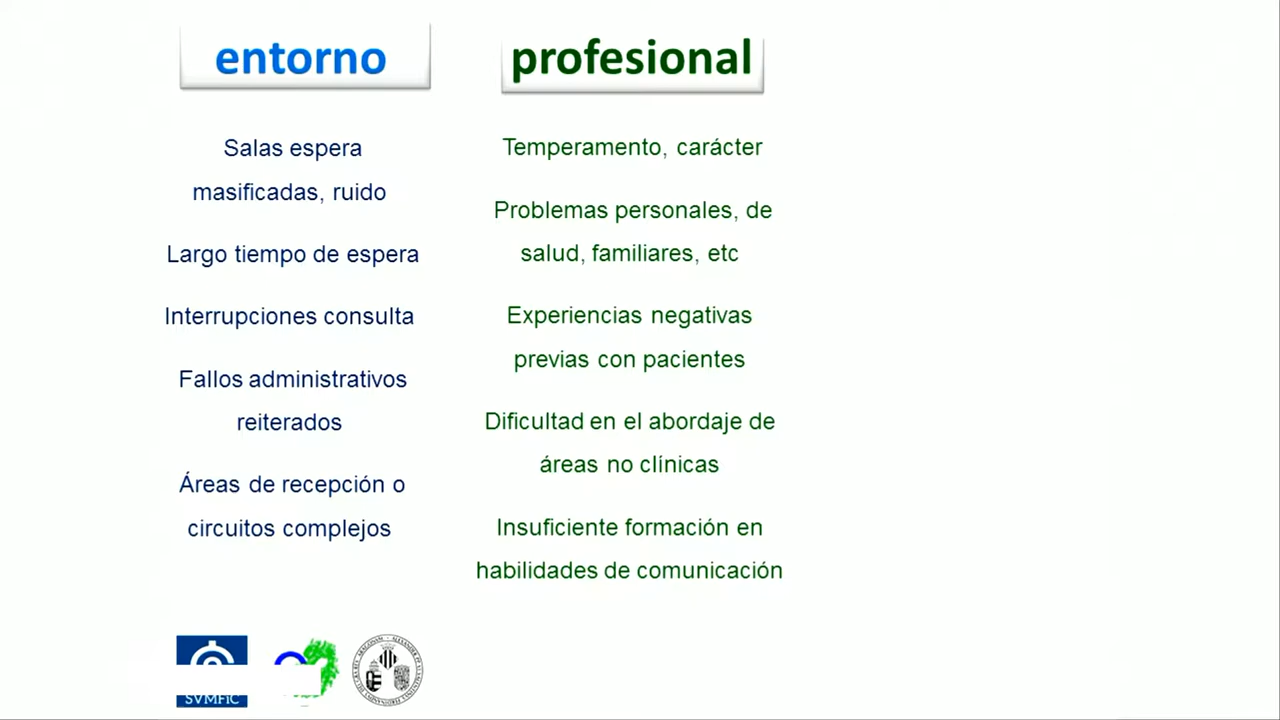 entorno
Salas espera
masificadas, ruido
Largo tiempo de espera
Interrupciones consulta
Fallos administrativos
reiterados
Áreas de recepción o
circuitos complejos
profesional
Temperamento, carácter
Problemas personales, de
salud, familiares, etc
Experiencias negativas
previas con pacientes
Dificultad en el abordaje de
áreas no clínicas
Insuficiente formación en
habilidades de comunicación
SVMFiC